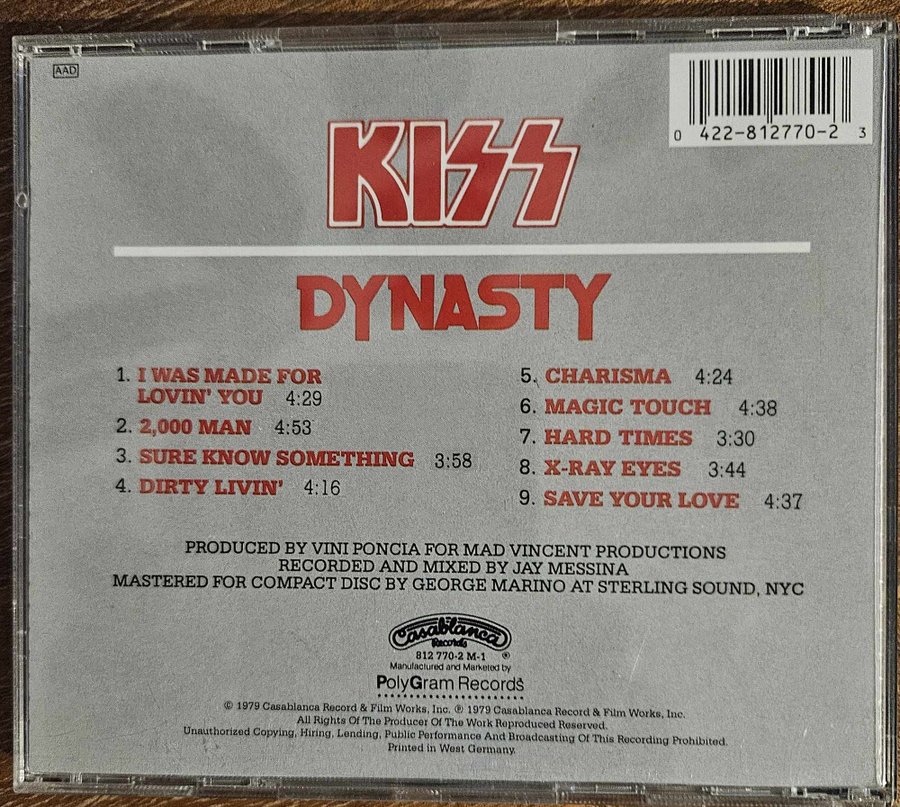 AAD
0 422-812770-2 3
KISS
DYNASTY
1. I WAS MADE FOR
LOVIN' YOU 4:29
2. 2,000 MAN 4:53
3. SURE KNOW SOMETHING 3:58
4. DIRTY LIVIN' 4:16
5. CHARISMA 4:24
6. MAGIC TOUCH 4:38
7. HARD TIMES 3:30
8. X-RAY EYES 3:44
9. SAVE YOUR LOVE 4:37
PRODUCED BY VINI PONCIA FOR MAD VINCENT PRODUCTIONS
RECORDED AND MIXED BY JAY MESSINA
MASTERED FOR COMPACT DISC BY GEORGE MARINO AT STERLING SOUND, NYC
Casablanca
Records
812 770-2 M-1 ®
Manufactured and Marketed by
PolyGram Records
© 1979 Casablanca Record & Film Works, Inc. ℗ 1979 Casablanca Record & Film Works, Inc.
All Rights Of The Producer Of The Work Reproduced Reserved.
Unauthorized Copying, Hiring, Lending, Public Performance And Broadcasting Of This Recording Prohibited.
Printed in West Germany.